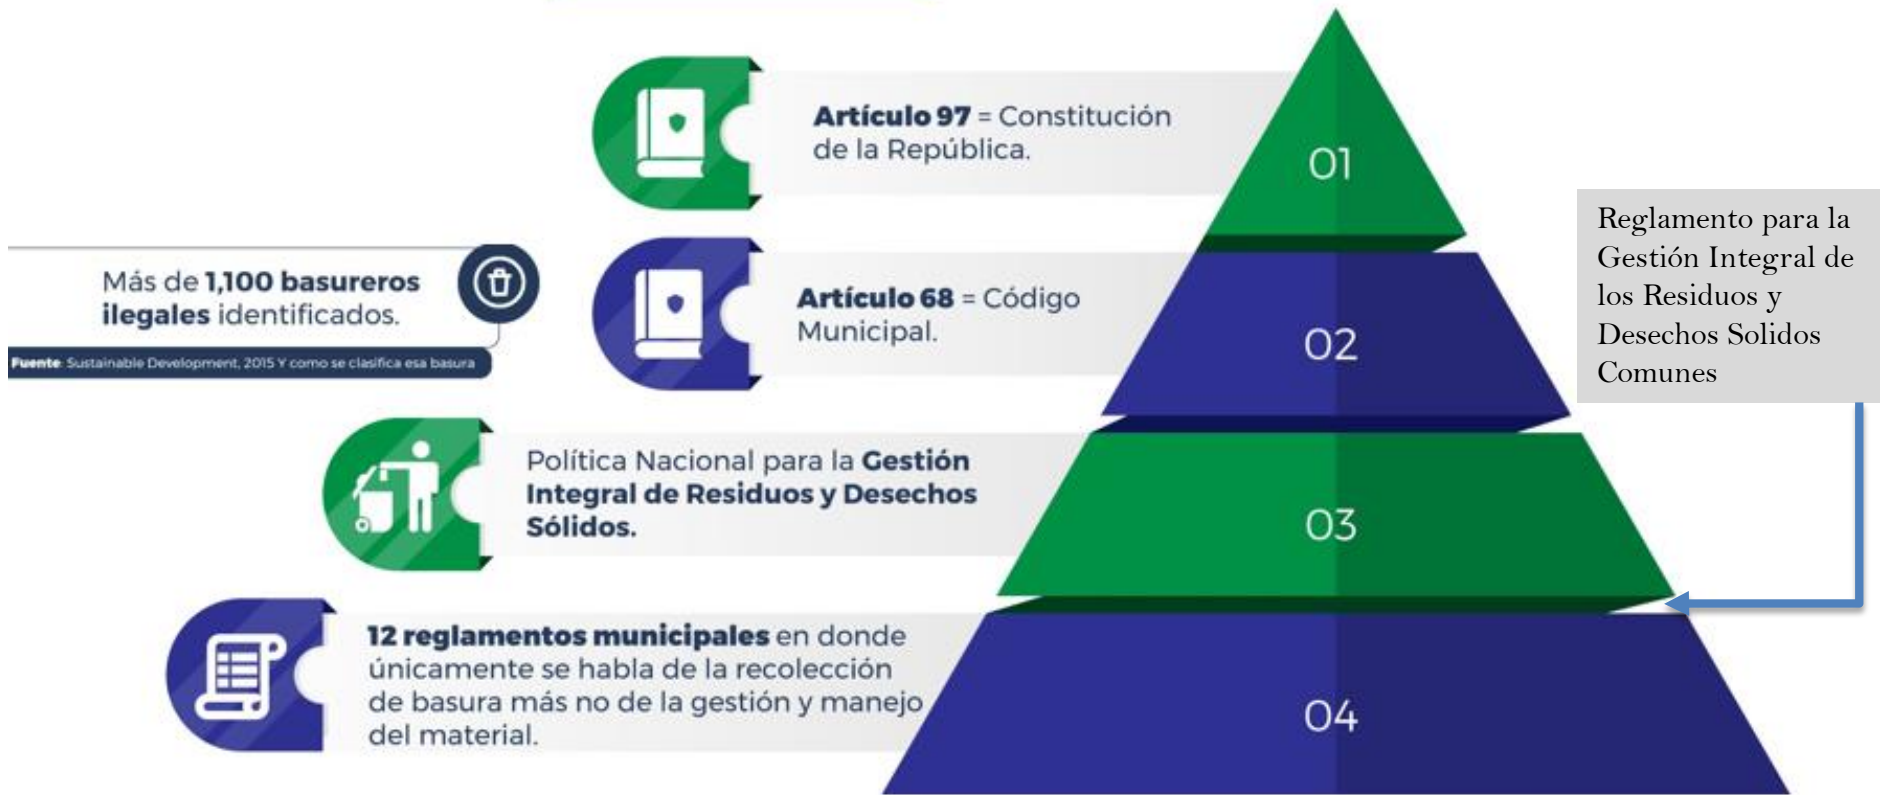 Artículo 97 = Constitución
de la República.
01
Reglamento para la
Gestión Integral de
los Residuos y
Desechos Solidos
Comunes
Más de 1,100 basureros
ilegales identificados.
Fuente: Sustainable Development, 2015 Y como se clasifica esa basura
Artículo 68 = Código
Municipal.
02
Política Nacional para la Gestión
Integral de Residuos y Desechos
Sólidos.
03
12 reglamentos municipales en donde
únicamente se habla de la recolección
de basura más no de la gestión y manejo
del material.
04